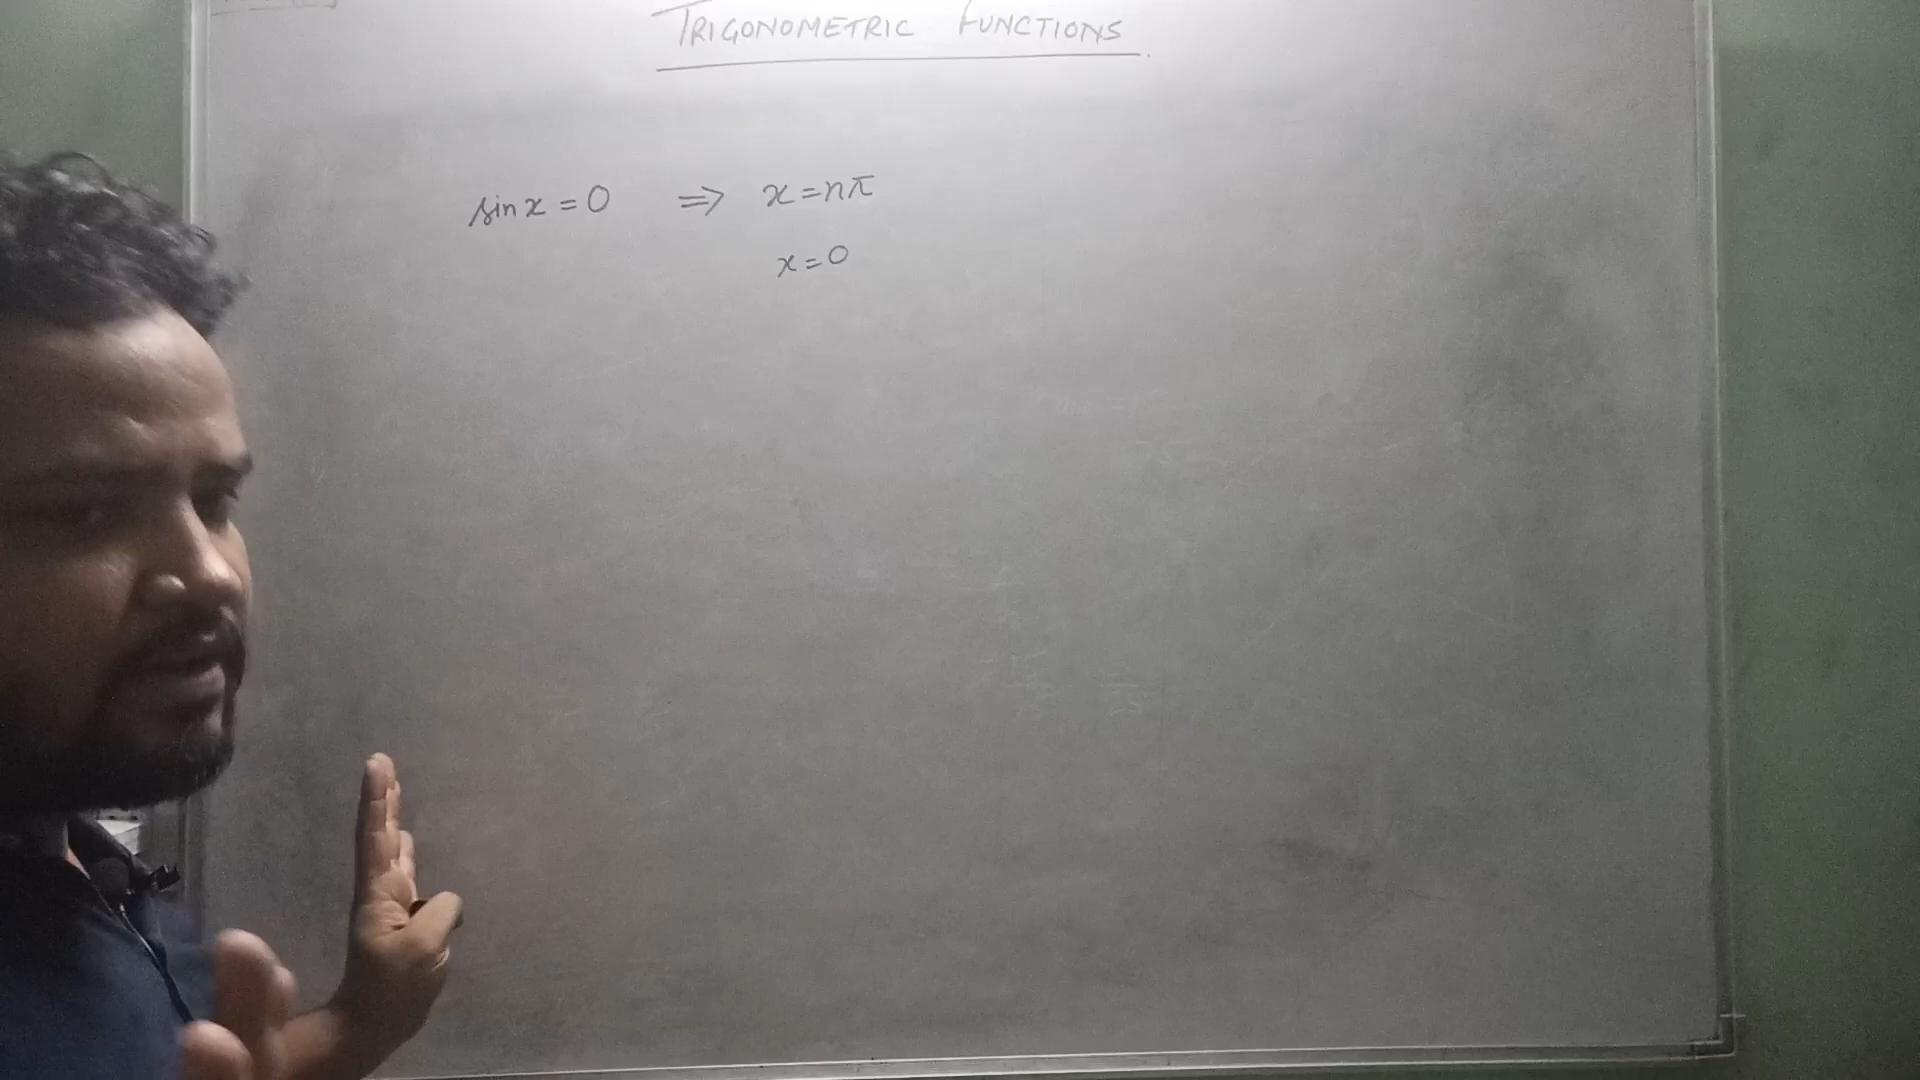 TRIGONOMETRIC FUNCTIONS
sin x = 0 ⇒ x = nπ
x = 0